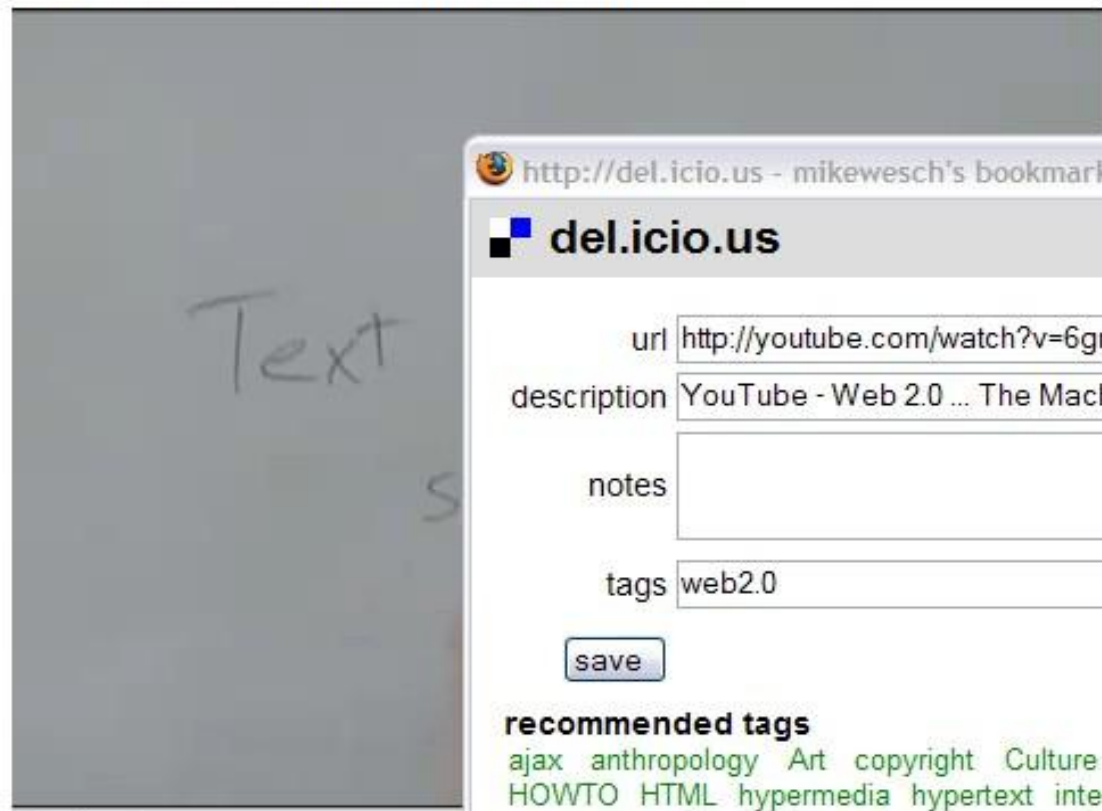 http://del.icio.us - mikewesch's bookmark
del.icio.us
Text
url http://youtube.com/watch?v=6g
description YouTube - Web 2.0 ... The Mac
s
notes
tags web2.0
save
recommended tags
ajax anthropology Art copyright Culture
HOWTO HTML hypermedia hypertext inte